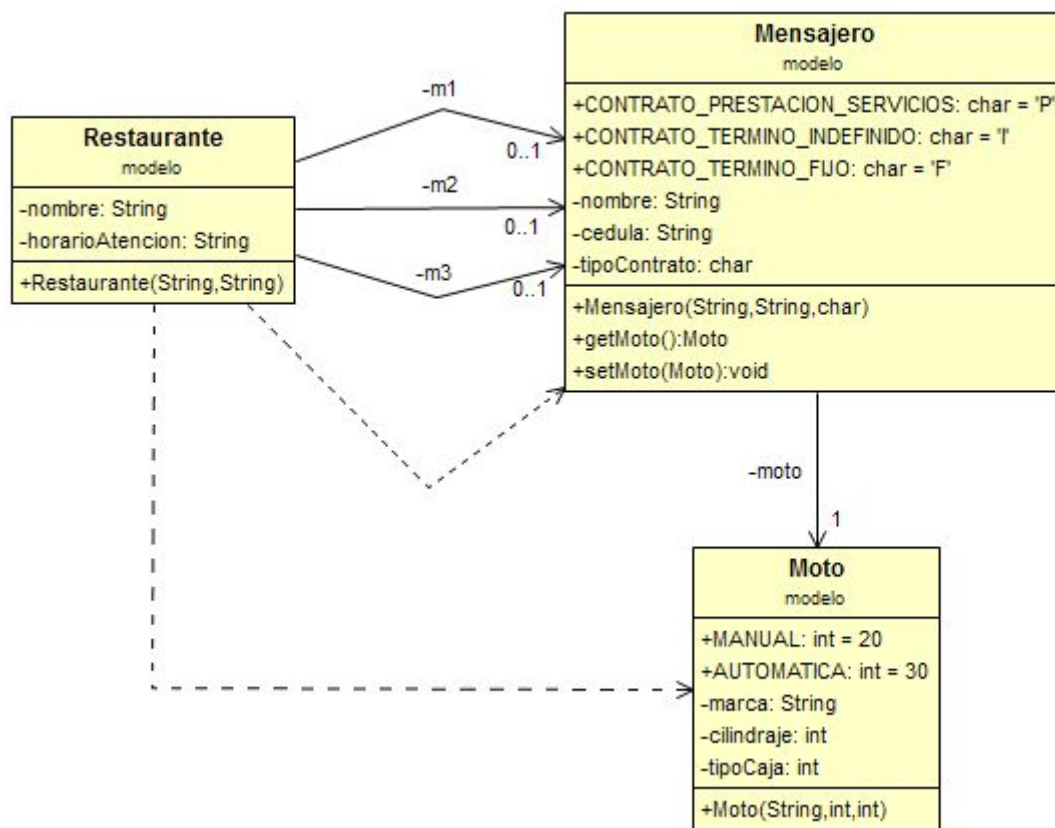 Restaurante
modelo
-nombre: String
-horarioAtencion: String
+Restaurante(String,String)
-m1
0..1
-m2
0..1
-m3
0..1
Mensajero
modelo
+CONTRATO_PRESTACION_SERVICIOS: char = 'P'
+CONTRATO_TERMINO_INDEFINIDO: char = 'I'
+CONTRATO_TERMINO_FIJO: char = 'F'
-nombre: String
-cedula: String
-tipoContrato: char
+Mensajero(String,String,char)
+getMoto():Moto
+setMoto(Moto):void
-moto
1
Moto
modelo
+MANUAL: int = 20
+AUTOMATICA: int = 30
-marca: String
-cilindraje: int
-tipoCaja: int
+Moto(String,int,int)